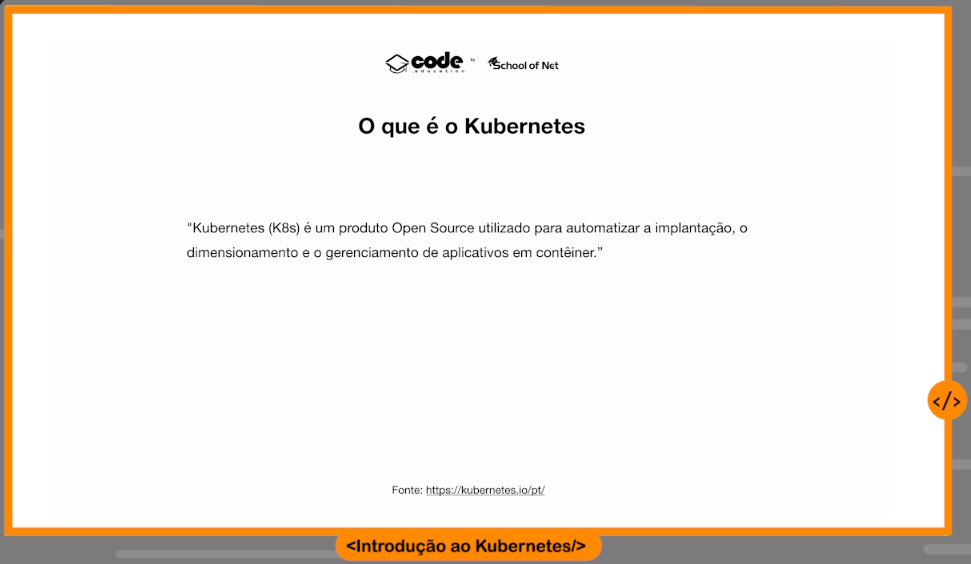 code
.education
by
School of Net
O que é o Kubernetes
"Kubernetes (K8s) é um produto Open Source utilizado para automatizar a implantação, o
dimensionamento e o gerenciamento de aplicativos em contêiner.”
Fonte: https://kubernetes.io/pt/
</>
<Introdução ao Kubernetes/>